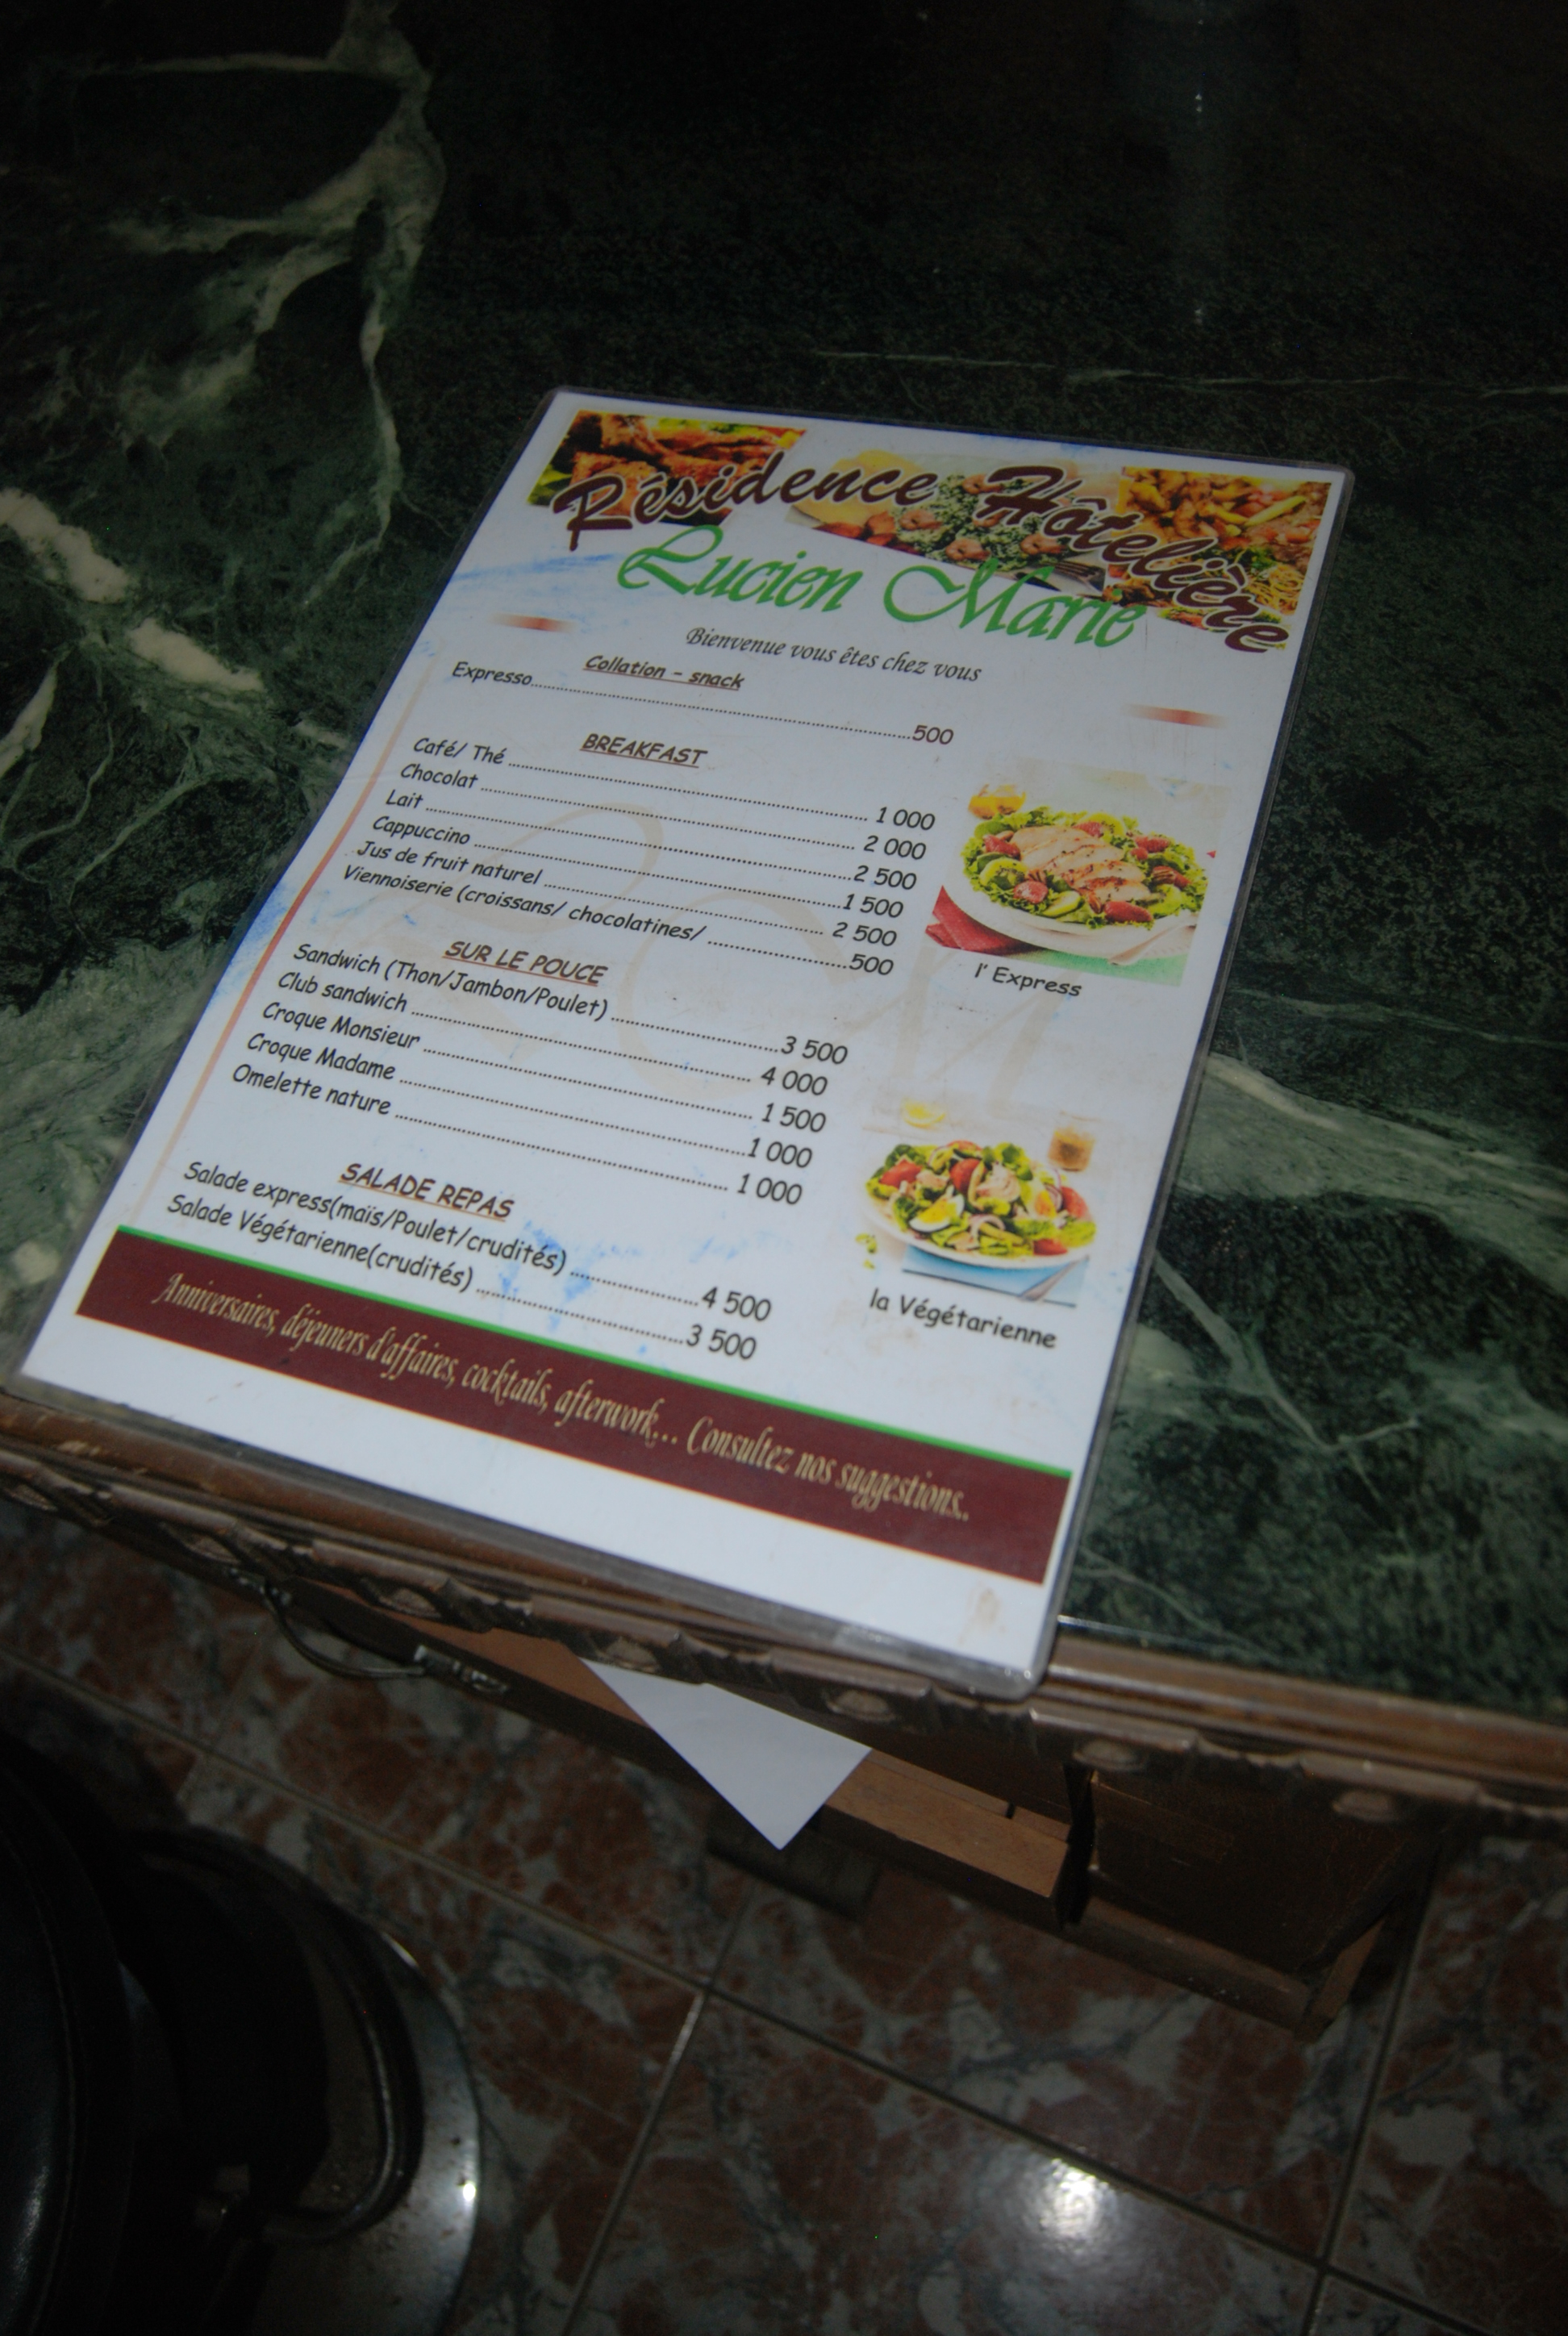 Résidence Hôtelière
Lucien Marie
Bienvenue vous êtes chez vous
Collation - snack
Expresso.......................................500
BREAKFAST
Café/ Thé ....................................... 1 000
Chocolat ....................................... 2 000
Lait .......................................2 500
Cappuccino .......................................1 500
Jus de fruit naturel ............................... 2 500
Viennoiserie (croissans/ chocolatines/ ...............500
SUR LE POUCE
Sandwich (Thon/Jambon/Poulet) ....................3 500
Club sandwich ....................................... 4 000
Croque Monsieur ..................................... 1 500
Croque Madame .......................................1 000
Omelette nature ..................................... 1 000
SALADE REPAS
Salade express(maïs/Poulet/crudités) ...............4 500
Salade Végétarienne(crudités) .......................3 500
l' Express
la Végétarienne
Anniversaires, déjeuners d'affaires, cocktails, afterwork... Consultez nos suggestions..